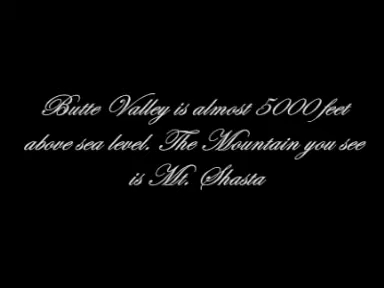 Butte Valley is almost 5000 feet
above sea level. The Mountain you see
is Mt. Shasta